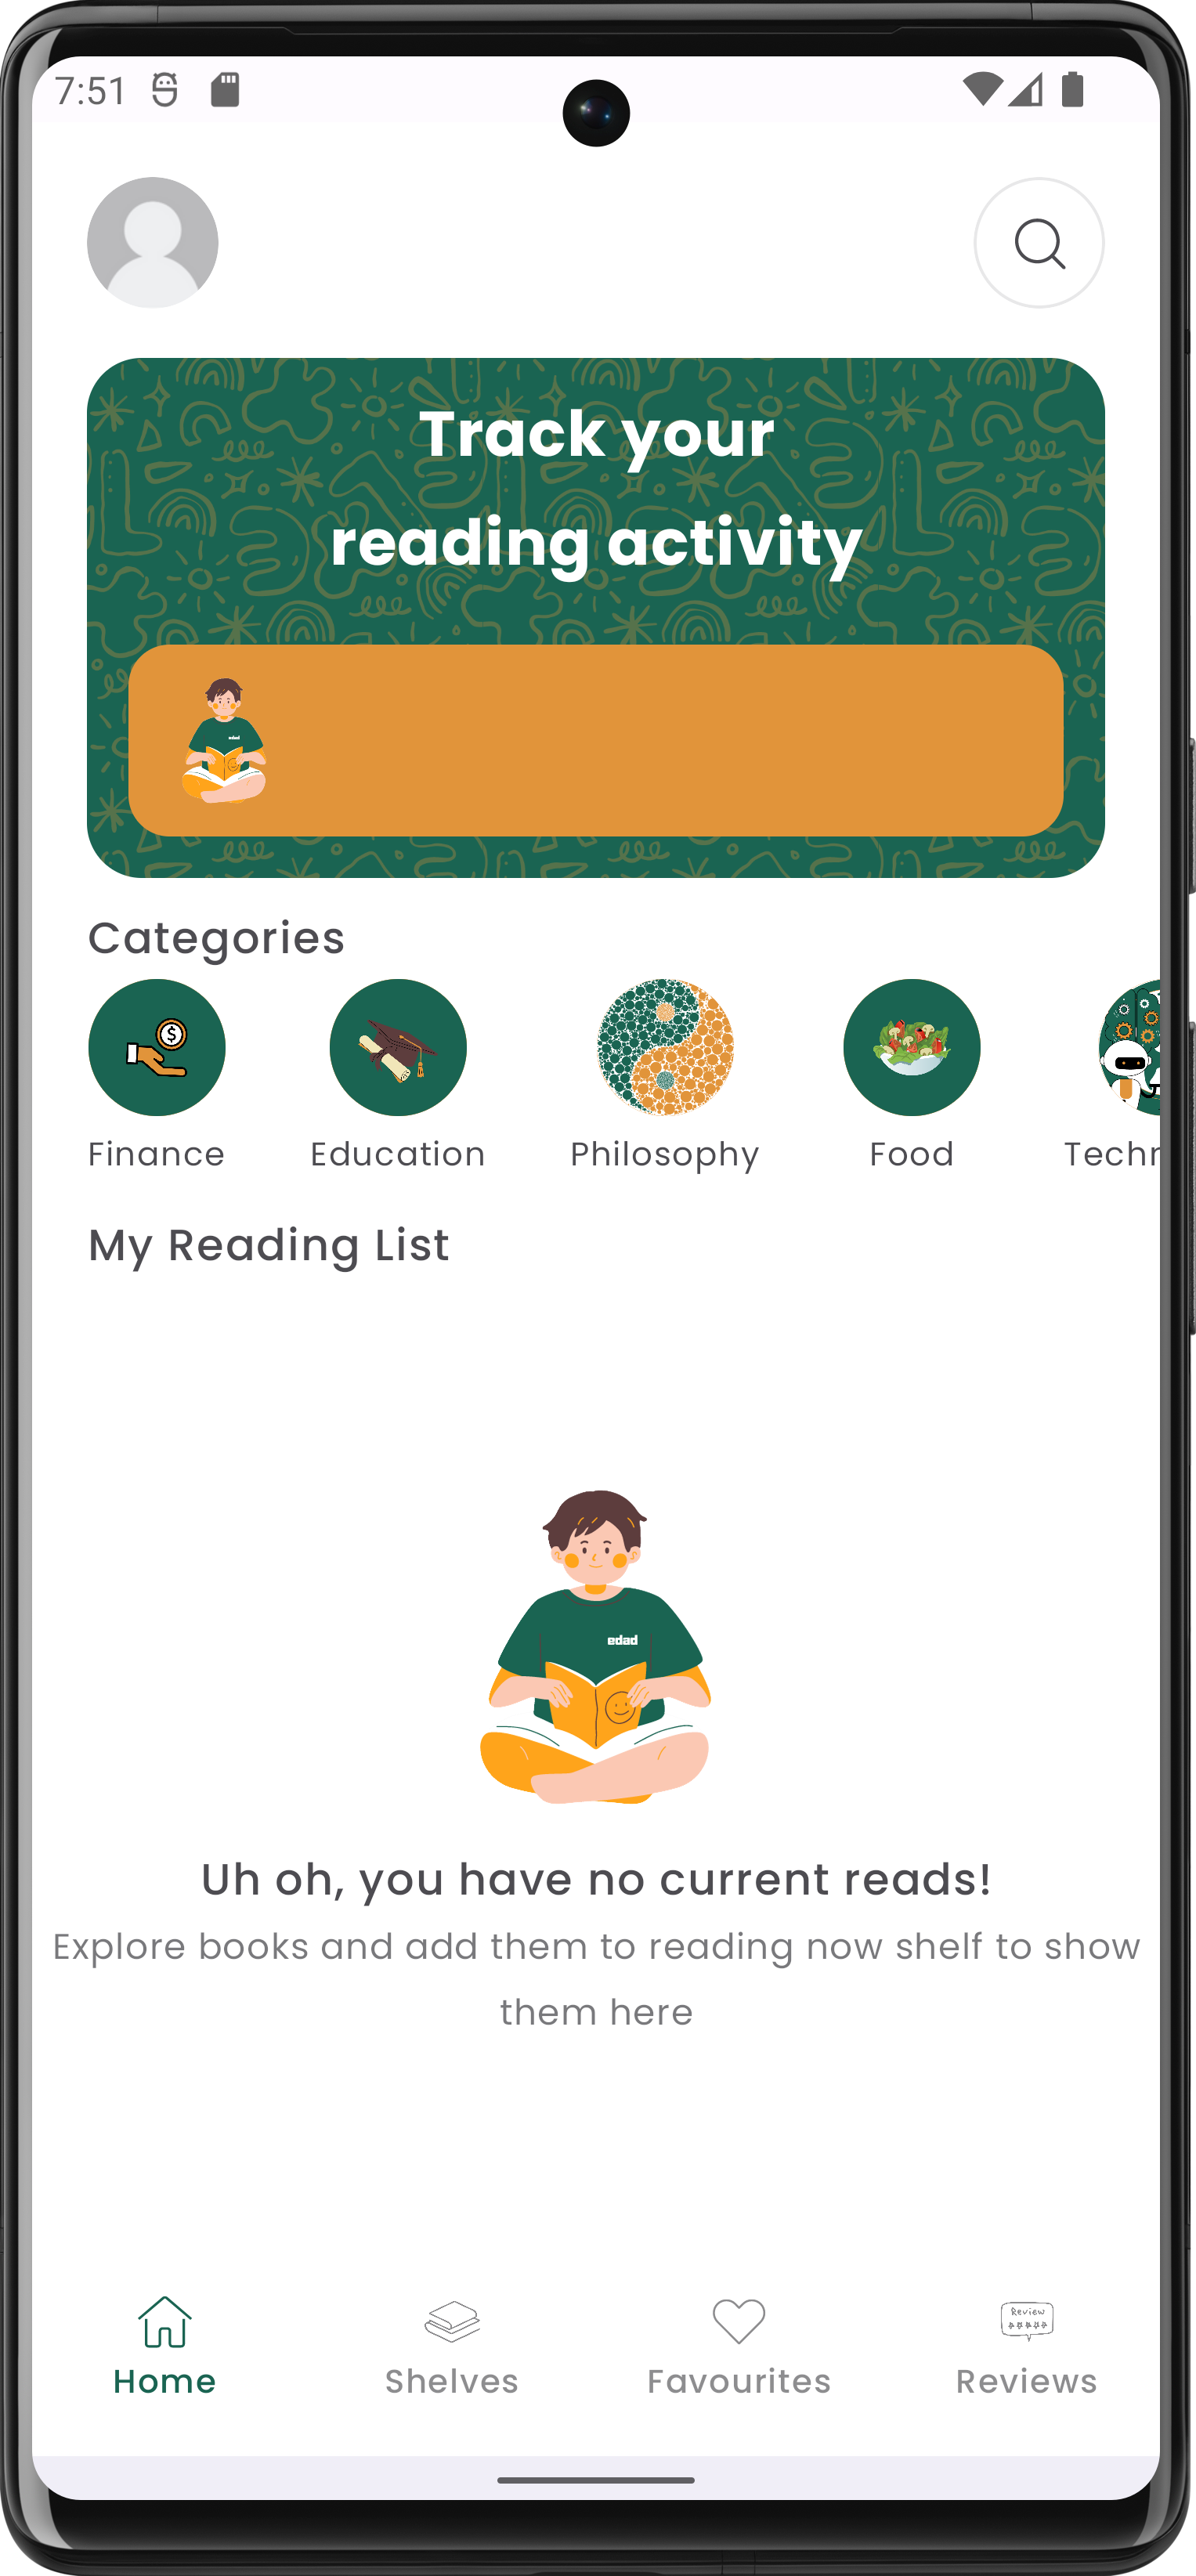 7:51
Track your
reading activity
edad
Categories
Finance
Education
Philosophy
Food
Techn
My Reading List
edad
Uh oh, you have no current reads!
Explore books and add them to reading now shelf to show
them here
Review
Home
Shelves
Favourites
Reviews